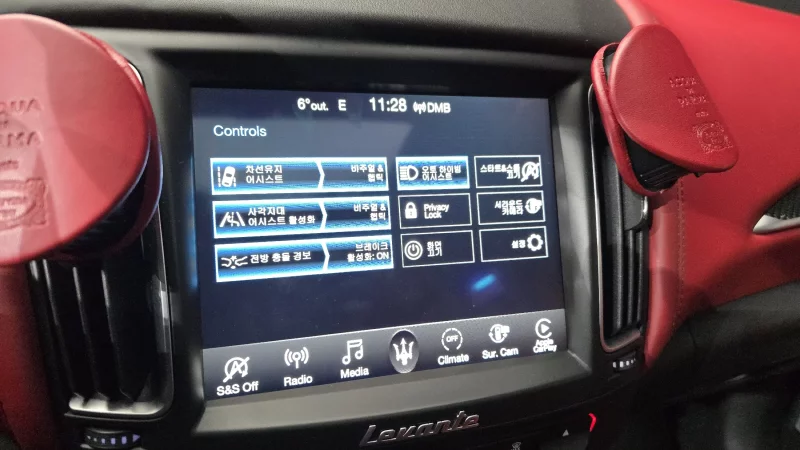 6°out. E 11:28 DMB
Controls
차선유지
어시스트
비주얼 &
햅틱
오토 하이빔
어시스트
스타트&스톱
끄기
사각지대
어시스트 활성화
비주얼 &
햅틱
Privacy
Lock
서라운드
카메라
전방 충돌 경보
브레이크
활성화: ON
화면
끄기
설정
S&S Off
Radio
Media
OFF
Climate
Sur. Cam
Apple
CarPlay
Levante
ACQUA
DI
PARMA